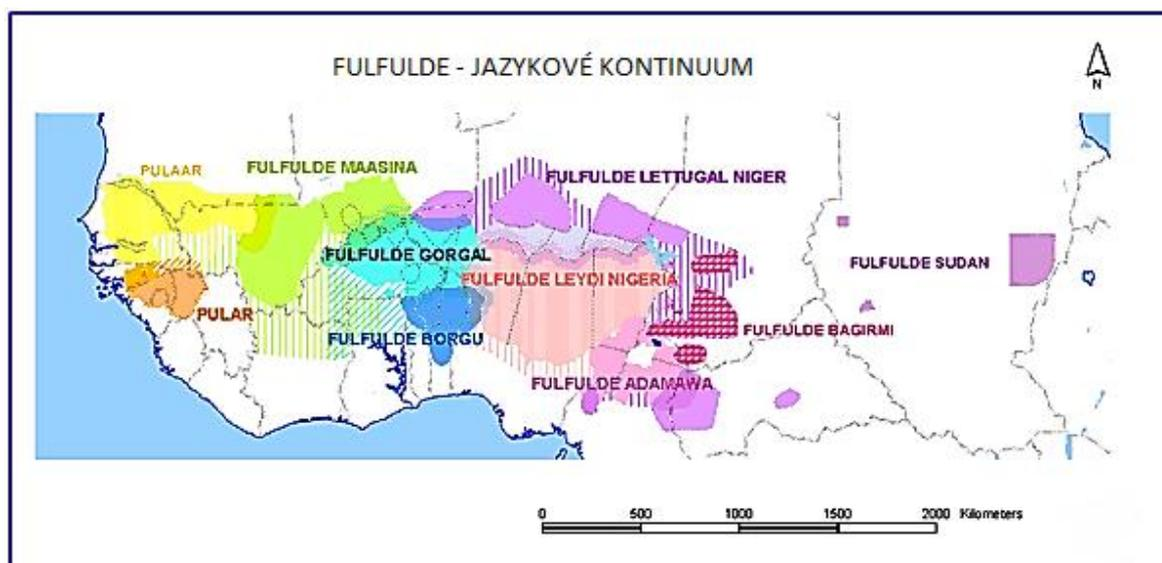 FULFULDE - JAZYKOVÉ KONTINUUM
N
PULAAR
FULFULDE MAASINA
FULFULDE LETTUGAL NIGER
FULFULDE GORGAL
FULFULDE SUDAN
FULFULDE LEYDI NIGERIA
PULAR
FULFULDE BORGU
FULFULDE BAGIRMI
FULFULDE ADAMAWA
0 500 1000 1500 2000 Kilometers